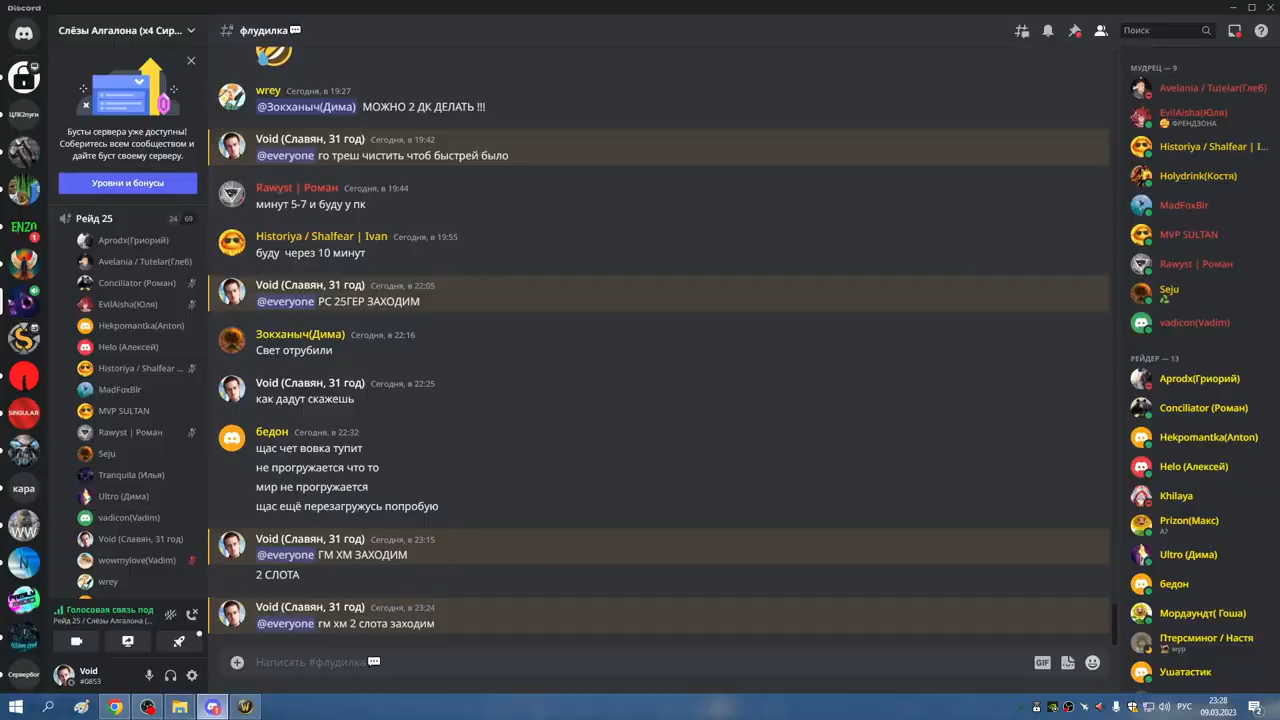 Discord
Слёзы Алгалона (x4 Сир...
Бусты сервера уже доступны!
Соберитесь всем сообществом и
дайте буст своему серверу.
Уровни и бонусы
ЦЛК2пуги
ENZO
1
SINGULAR
кара
WW
N
Сервербог
Рейд 25
24 69
Aprodx(Гриорий)
Avelania / Tutelar(Глеб)
Conciliator (Роман)
EvilAisha(Юля)
Hekpomantka(Anton)
Helo (Алексей)
Historiya / Shalfear ...
MadFoxBlr
MVP SULTAN
Rawyst | Роман
Seju
Tranquila (Илья)
Ultro (Дима)
vadicon(Vadim)
Void (Славян, 31 год)
wowmylove(Vadim)
wrey
Голосовая связь под
Рейд 25 / Слёзы Алгалона (...
Void
#0853
флудилка
wrey Сегодня, в 19:27
@Зокханыч(Дима) МОЖНО 2 ДК ДЕЛАТЬ !!!
Void (Славян, 31 год) Сегодня, в 19:42
@everyone го треш чистить чтоб быстрей было
Rawyst | Роман Сегодня, в 19:44
минут 5-7 и буду у пк
Historiya / Shalfear | Ivan Сегодня, в 19:55
буду через 10 минут
Void (Славян, 31 год) Сегодня, в 22:05
@everyone РС 25ГЕР ЗАХОДИМ
Зокханыч(Дима) Сегодня, в 22:16
Свет отрубили
Void (Славян, 31 год) Сегодня, в 22:25
как дадут скажешь
бедон Сегодня, в 22:32
щас чет вовка тупит
не прогружается что то
мир не прогружается
щас ещё перезагружусь попробую
Void (Славян, 31 год) Сегодня, в 23:15
@everyone ГМ ХМ ЗАХОДИМ
2 СЛОТА
Void (Славян, 31 год) Сегодня, в 23:24
@everyone гм хм 2 слота заходим
Написать #флудилка
GIF
Поиск
МУДРЕЦ — 9
Avelania / Tutelar(Глеб)
EvilAisha(Юля)
ФРЕНДЗОНА
Historiya / Shalfear | I...
Holydrink(Костя)
MadFoxBlr
MVP SULTAN
Rawyst | Роман
Seju
vadicon(Vadim)
РЕЙДЕР — 13
Aprodx(Гриорий)
Conciliator (Роман)
Hekpomantka(Anton)
Helo (Алексей)
Khilaya
Prizon(Макс)
А?
Ultro (Дима)
бедон
Мордаундт( Гоша)
Птерсминог / Настя
мур
Ушатастик
РУС
23:28
09.03.2023
2